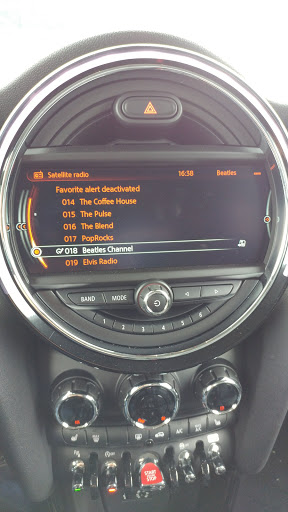 Satellite radio 16:38 Beatles
Favorite alert deactivated
014 The Coffee House
015 The Pulse
016 The Blend
017 PopRocks
018 Beatles Channel
019 Elvis Radio
BAND MODE
1 2 3 4 5 6
START
STOP